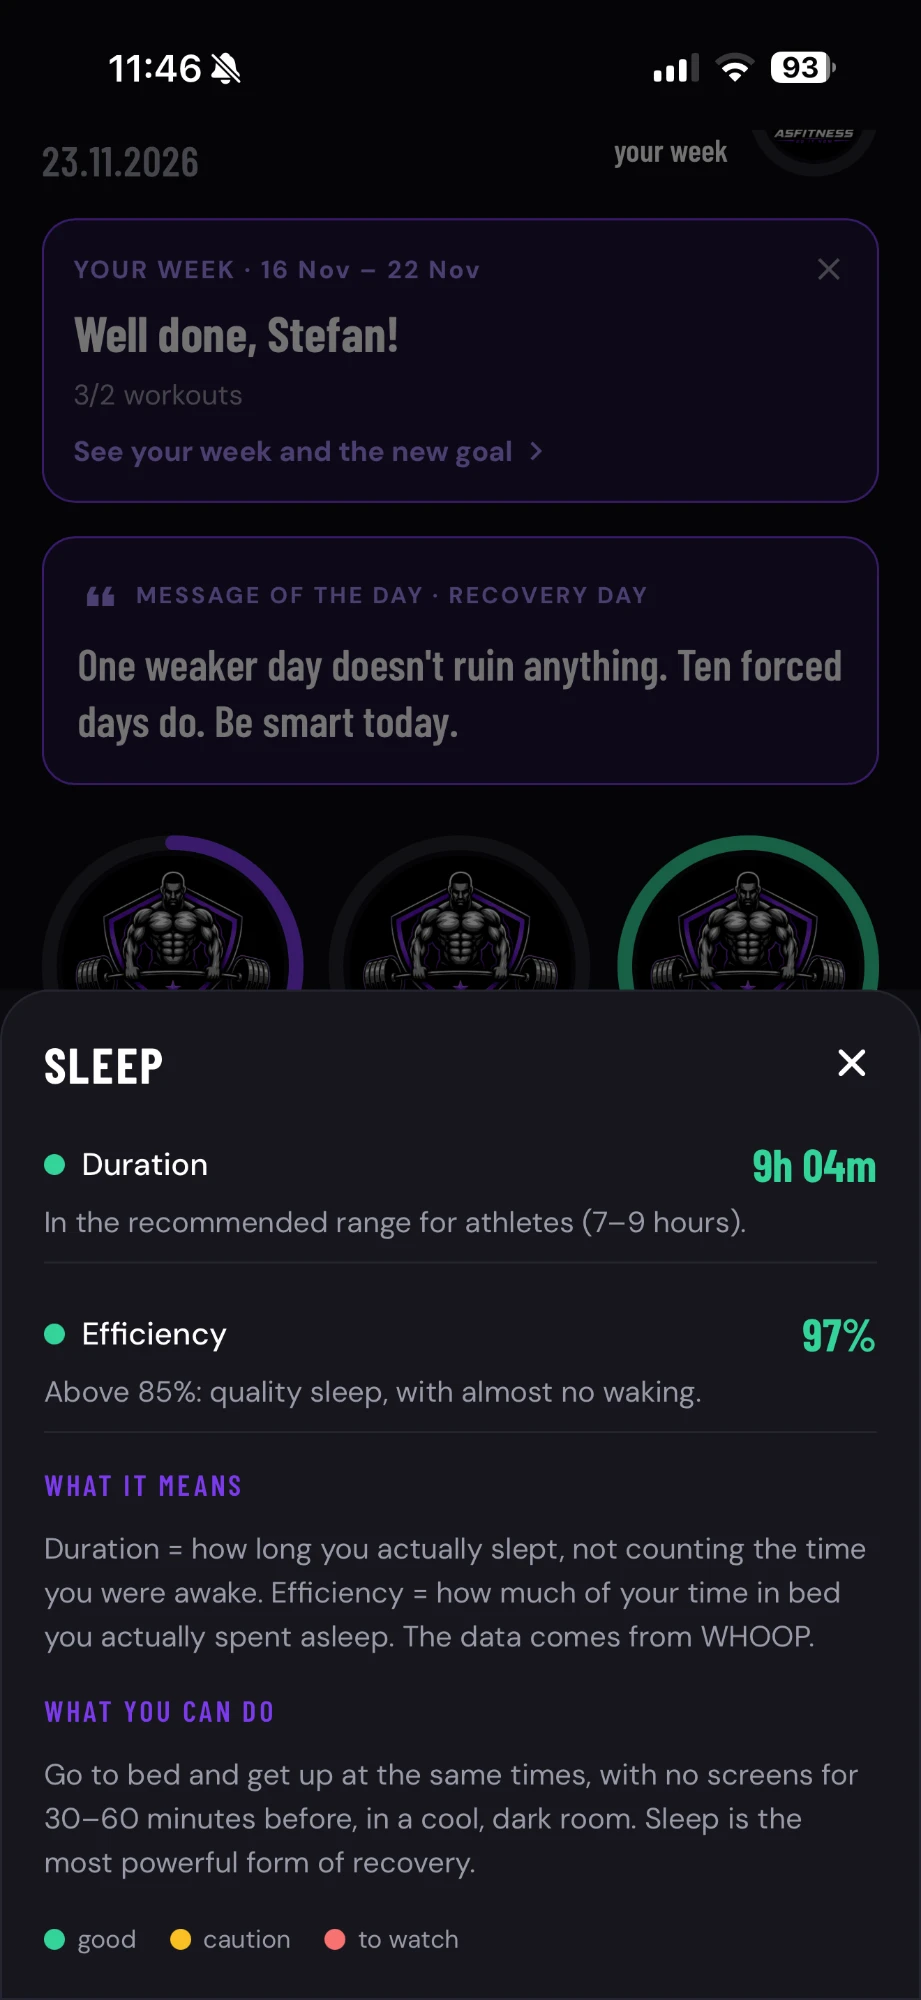 11:46
93
23.11.2026
your week
ASFITNESS
YOUR WEEK · 16 Nov – 22 Nov
Well done, Stefan!
3/2 workouts
See your week and the new goal
MESSAGE OF THE DAY · RECOVERY DAY
One weaker day doesn't ruin anything. Ten forced
days do. Be smart today.
SLEEP
Duration
9h 04m
In the recommended range for athletes (7–9 hours).
Efficiency
97%
Above 85%: quality sleep, with almost no waking.
WHAT IT MEANS
Duration = how long you actually slept, not counting the time
you were awake. Efficiency = how much of your time in bed
you actually spent asleep. The data comes from WHOOP.
WHAT YOU CAN DO
Go to bed and get up at the same times, with no screens for
30–60 minutes before, in a cool, dark room. Sleep is the
most powerful form of recovery.
good
caution
to watch